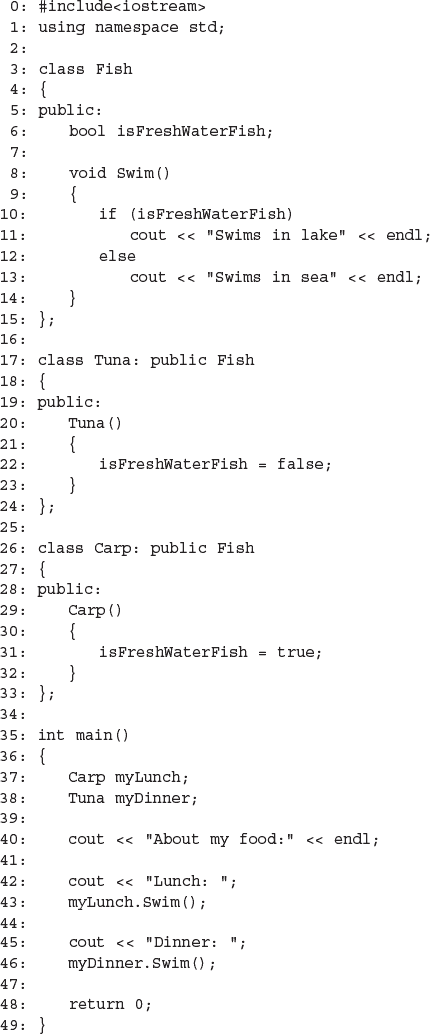 0: #include<iostream>
1: using namespace std;
2:
3: class Fish
4: {
5: public:
6:    bool isFreshWaterFish;
7:
8:    void Swim()
9:    {
10:       if (isFreshWaterFish)
11:          cout << "Swims in lake" << endl;
12:       else
13:          cout << "Swims in sea" << endl;
14:    }
15: };
16:
17: class Tuna: public Fish
18: {
19: public:
20:    Tuna()
21:    {
22:       isFreshWaterFish = false;
23:    }
24: };
25:
26: class Carp: public Fish
27: {
28: public:
29:    Carp()
30:    {
31:       isFreshWaterFish = true;
32:    }
33: };
34:
35: int main()
36: {
37:    Carp myLunch;
38:    Tuna myDinner;
39:
40:    cout << "About my food:" << endl;
41:
42:    cout << "Lunch: ";
43:    myLunch.Swim();
44:
45:    cout << "Dinner: ";
46:    myDinner.Swim();
47:
48:    return 0;
49: }